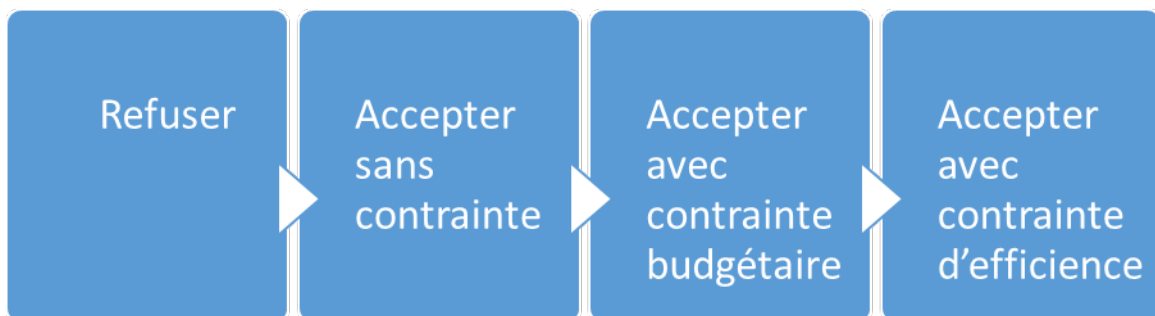 Refuser
Accepter
sans
contrainte
Accepter
avec
contrainte
budgétaire
Accepter
avec
contrainte
d’efficience